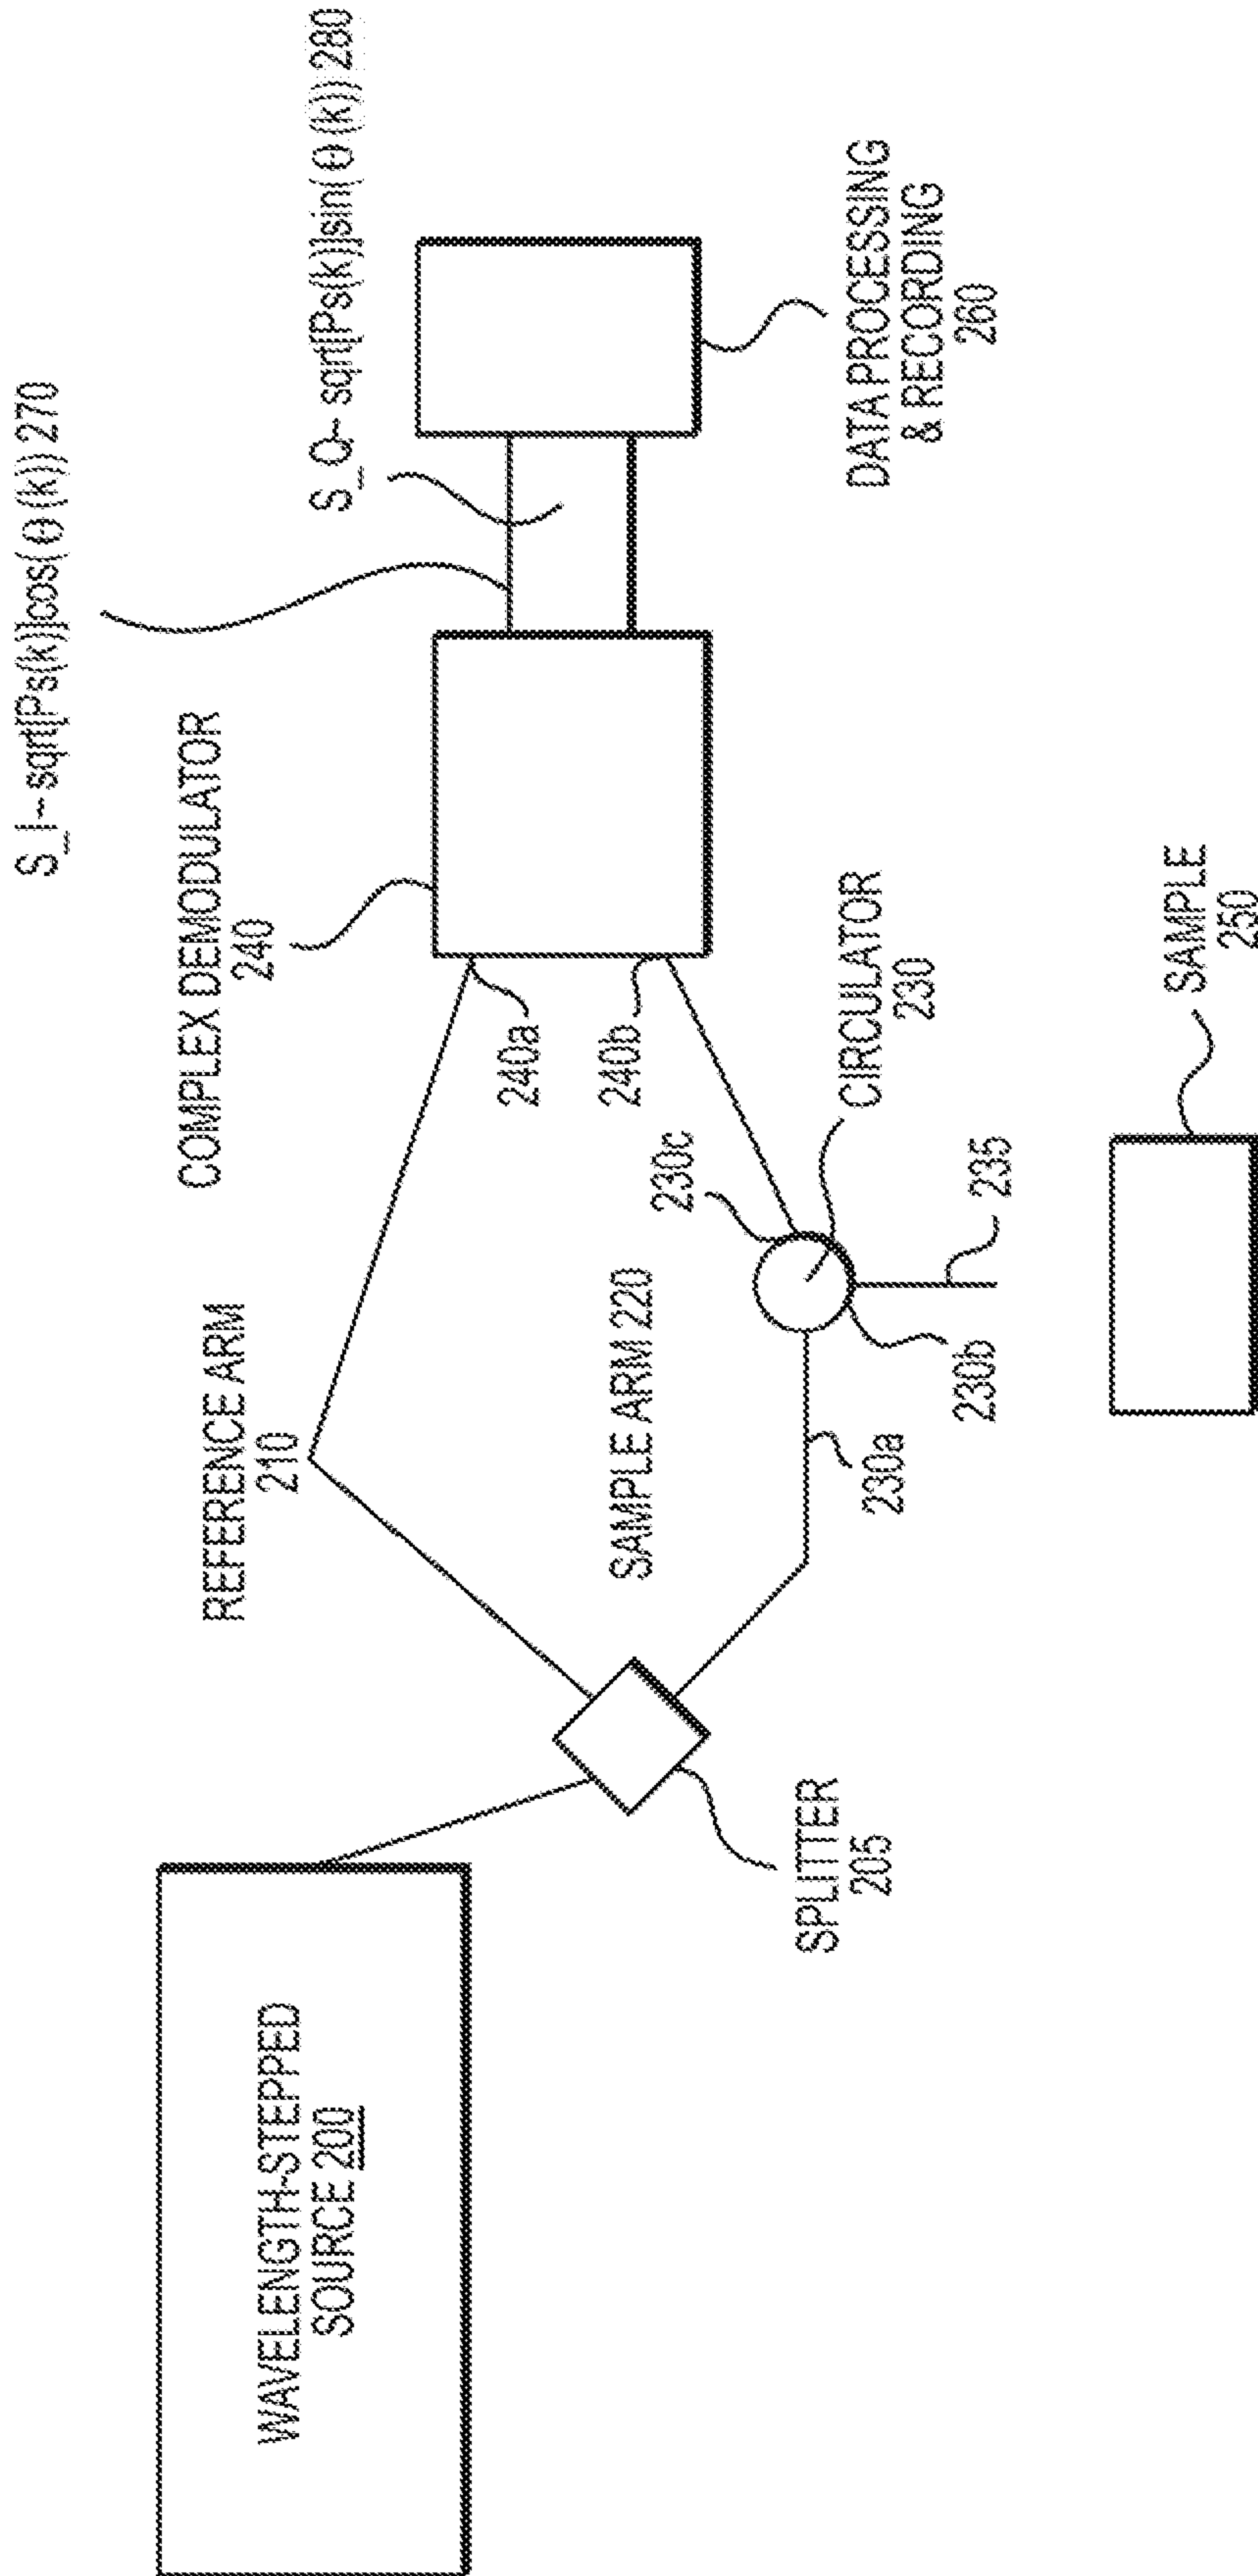 WAVELENGTH-STEPPED
SOURCE 200
SPLITTER
205
REFERENCE ARM
210
SAMPLE ARM 220
230a
230b
230c
235
CIRCULATOR
230
SAMPLE
250
240a
240b
COMPLEX DEMODULATOR
240
S_I~sqrt[Ps(k)]cos(θ(k)) 270
S_Q~sqrt[Ps(k)]sin(θ(k)) 280
DATA PROCESSING
& RECORDING
260